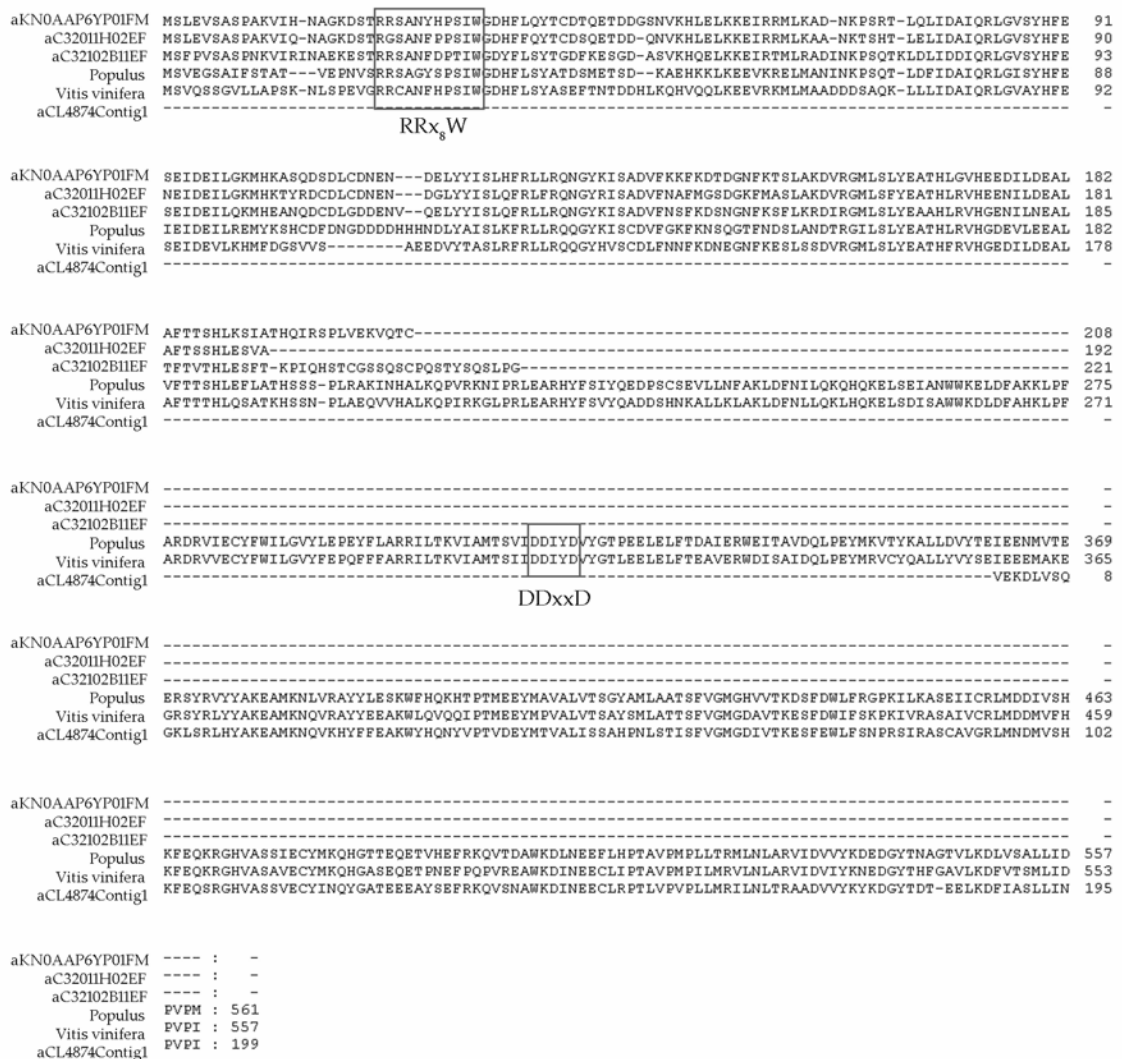 aKN0AAP6YP01FM MSLEVSASPAKVIH-NAGKDSTRRSANYHPSIWGDHFLQYTCDTQETDDGSNVKHLELKKEIRRMLKAD-NKPSRT-LQLIDAIQRLGVSYHFE 91
aC32011H02EF MSLEVSASPAKVIQ-NAGKDSTRGSANFPPSIWGDHFFQYTCDSQETDD-QNVKHLELKKEIRRMLKAA-NKTSHT-LELIDAIQRLGVSYHFE 90
aC32102B11EF MSFPVSASPNKVIRINAEKESTRRSANFDPTIWGDYFLSYTGDFKESGD-ASVKHQELKKEIRTMLRADINKPSQTKLDLIDDIQRLGVSYHFE 93
Populus MSVEGSAIFSTAT---VEPNVSRRSAGYSPSIWGDHFLSYATDSMETSD-KAEHKKLKEEVKRELMANINKPSQT-LDFIDAIQRLGISYHFE 88
Vitis vinifera MSVQSSGVLLAPSK-NLSPEVGRRCANFHPSIWGDHFLSYASEFTNTDDHLKQHVQQLKEEVRKMLMAADDDSAQK-LLLIDAIQRLGVAYHFE 92
aCL4874Contig1 ---------------------------------------------------------------------------------------------- -
RRx₈W
aKN0AAP6YP01FM SEIDEILGKMHKASQDSDLCDNEN---DELYYISLHFRLLRQNGYKISADVFKKFKDTDGNFKTSLAKDVRGMLSLYEATHLGVHEEDILDEAL 182
aC32011H02EF NEIDEILGKMHKTYRDCDLCDNEN---DGLYYISLQFRLFRQNGYRISADVFNAFMGSDGKFMASLAKDVRGMLSLYEATHLRVHEENILDEAL 181
aC32102B11EF SEIDEILQKMHEANQDCDLGDDENV--QELYYISLQFRLLRQNGYRISADVFNSFKDSNGNFKSFLKRDIRGMLSLYEAAHLRVHGENILNEAL 185
Populus IEIDEILREMYKSHCDFDNGDDDDHHHNDLYAISLKFRLLRQQGYKISCDVFGKFKNSQGTFNDSLANDTRGILSLYEATHLRVHGDEVLEEAL 182
Vitis vinifera SEIDEVLKHMFDGSVVS--------AEEDVYTASLRFRLLRQQGYHVSCDLFNNFKDNEGNFKESLSSDVRGMLSLYEATHFRVHGEDILDEAL 178
aCL4874Contig1 ---------------------------------------------------------------------------------------------- -
aKN0AAP6YP01FM AFTTSHLKSIATHQIRSPLVEKVQTC-------------------------------------------------------------------- 208
aC32011H02EF AFTSSHLESVA----------------------------------------------------------------------------------- 192
aC32102B11EF TFTVTHLESFT-KPIQHSTCGSSQSCPQSTYSQSLPG--------------------------------------------------------- 221
Populus VFTTSHLEFLATHSSS-PLRAKINHALKQPVRKNIPRLEARHYFSIYQEDPSCSEVLLNFAKLDFNILQKQHQKELSEIANWWKELDFAKKLPF 275
Vitis vinifera AFTTTHLQSATKHSSN-PLAEQVVHALKQPIRKGLPRLEARHYFSVYQADDSHNKALLKLAKLDFNLLQKLHQKELSDISAWWKDLDFAHKLPF 271
aCL4874Contig1 ---------------------------------------------------------------------------------------------- -
aKN0AAP6YP01FM ---------------------------------------------------------------------------------------------- -
aC32011H02EF ---------------------------------------------------------------------------------------------- -
aC32102B11EF ---------------------------------------------------------------------------------------------- -
Populus ARDRVIECYFWILGVYLEPEYFLARRILTKVIAMTSVIDDIYDVYGTPEELELFTDAIERWEITAVDQLPEYMKVTYKALLDVYTEIEENMVTE 369
Vitis vinifera ARDRVVECYFWILGVYFEPQFFFARRILTKVIAMTSIIDDIYDVYGTLEELELFTEAVERWDISAIDQLPEYMRVCYQALLYVYSEIEEEMAKE 365
aCL4874Contig1 --------------------------------------------------------------------------------------VEKDLVSQ 8
DDxxD
aKN0AAP6YP01FM ---------------------------------------------------------------------------------------------- -
aC32011H02EF ---------------------------------------------------------------------------------------------- -
aC32102B11EF ---------------------------------------------------------------------------------------------- -
Populus ERSYRVYYAKEAMKNLVRAYYLESKWFHQKHTPTMEEYMAVALVTSGYAMLAATSFVGMGHVVTKDSFDWLFRGPKILKASEIICRLMDDIVSH 463
Vitis vinifera GRSYRLYYAKEAMKNQVRAYYEEAKWLQVQQIPTMEEYMPVALVTSAYSMLATTSFVGMGDAVTKESFDWIFSKPKIVRASAIVCRLMDDMVFH 459
aCL4874Contig1 GKLSRLHYAKEAMKNQVKHYFFEAKWYHQNYVPTVDEYMTVALISSAHPNLSTISFVGMGDIVTKESFEWLFSNPRSIRASCAVGRLMNDMVSH 102
aKN0AAP6YP01FM ---------------------------------------------------------------------------------------------- -
aC32011H02EF ---------------------------------------------------------------------------------------------- -
aC32102B11EF ---------------------------------------------------------------------------------------------- -
Populus KFEQKRGHVASSIECYMKQHGTTEQETVHEFRKQVTDAWKDLNEEFLHPTAVPMPLLTRMLNLARVIDVVYKDEDGYTNAGTVLKDLVSALLID 557
Vitis vinifera KFEQKRGHVASAVECYMKQHGASEQETPNEFPQPVREAWKDINEECLIPTAVPMPILMRVLNLARVIDVIYKNEDGYTHFGAVLKDFVTSMLID 553
aCL4874Contig1 KFEQSRGHVASSVECYINQYGATEEEAYSEFRKQVSNAWKDINEECLRPTLVPVPLLMRILNLTRAADVVYKYKDGYTDT-EELKDFIASLLIN 195
aKN0AAP6YP01FM ---- : -
aC32011H02EF ---- : -
aC32102B11EF ---- : -
Populus PVPM : 561
Vitis vinifera PVPI : 557
aCL4874Contig1 PVPI : 199